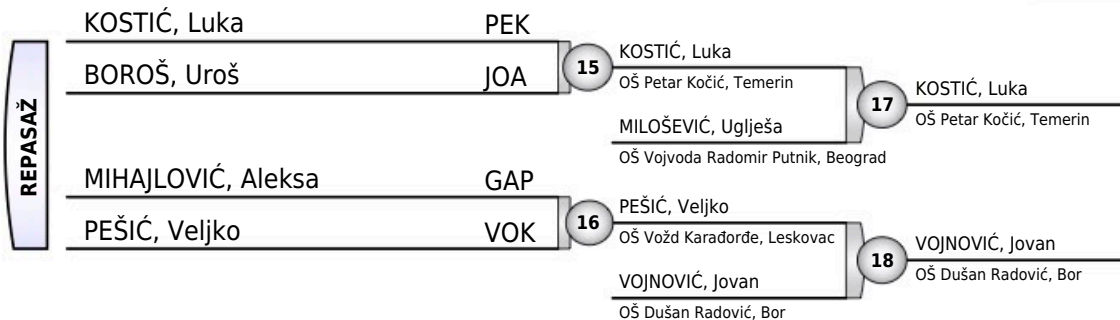 REPASAŽ
KOSTIĆ, Luka PEK
BOROŠ, Uroš JOA
MIHAJLOVIĆ, Aleksa GAP
PEŠIĆ, Veljko VOK
15
KOSTIĆ, Luka
OŠ Petar Kočić, Temerin
MILOŠEVIĆ, Uglješa
OŠ Vojvoda Radomir Putnik, Beograd
16
PEŠIĆ, Veljko
OŠ Vožd Karađorđe, Leskovac
VOJNOVIĆ, Jovan
OŠ Dušan Radović, Bor
17
KOSTIĆ, Luka
OŠ Petar Kočić, Temerin
18
VOJNOVIĆ, Jovan
OŠ Dušan Radović, Bor